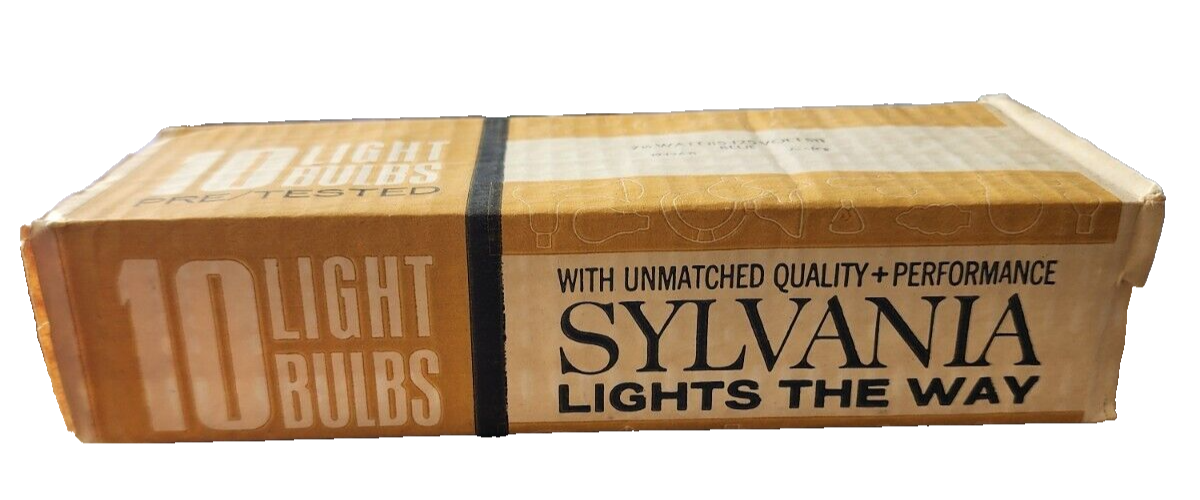 10 LIGHT
BULBS
PRE/TESTED
10 LIGHT
BULBS
WITH UNMATCHED QUALITY + PERFORMANCE
SYLVANIA
LIGHTS THE WAY